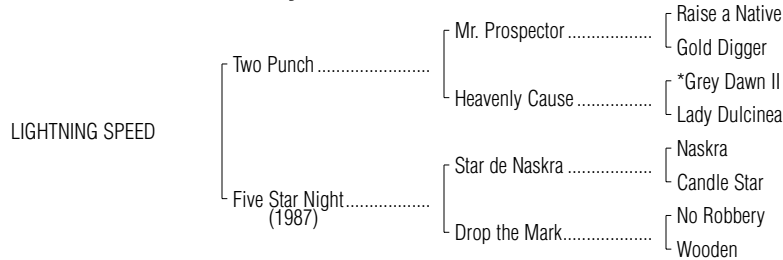 Raise a Native
Mr. Prospector ..................
Gold Digger
Two Punch ........................
*Grey Dawn II
Heavenly Cause ................
Lady Dulcinea
LIGHTNING SPEED
Naskra
Star de Naskra ..................
Candle Star
Five Star Night..................
(1987)
No Robbery
Drop the Mark...................
Wooden